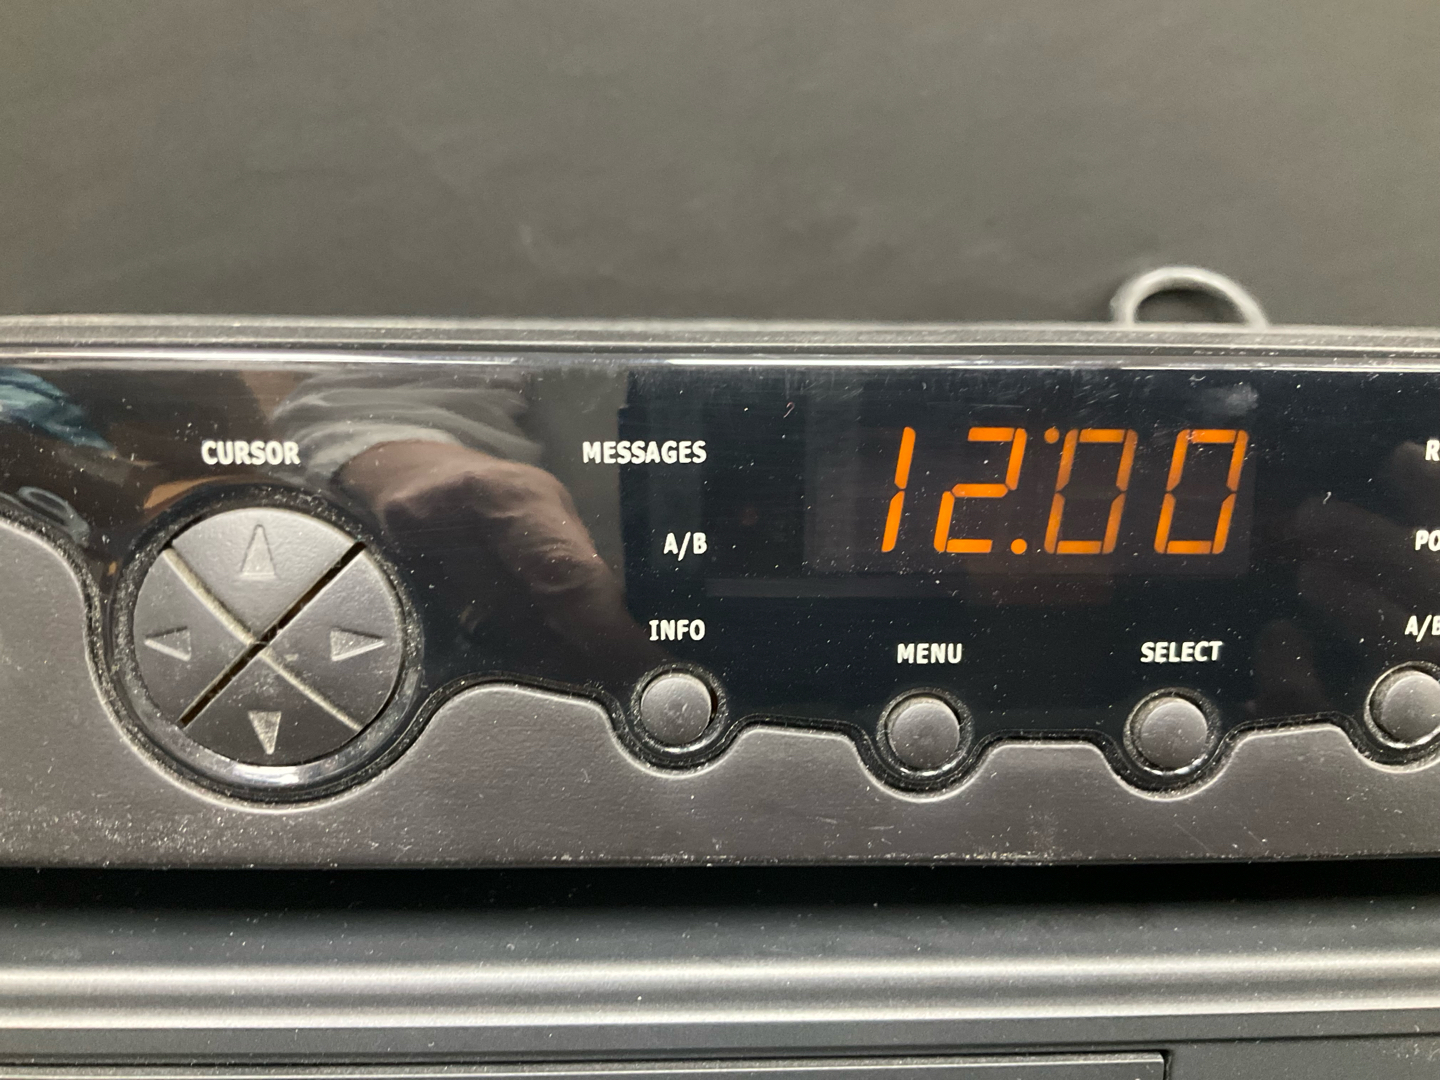 CURSOR
MESSAGES
12:00
A/B
INFO
MENU
SELECT